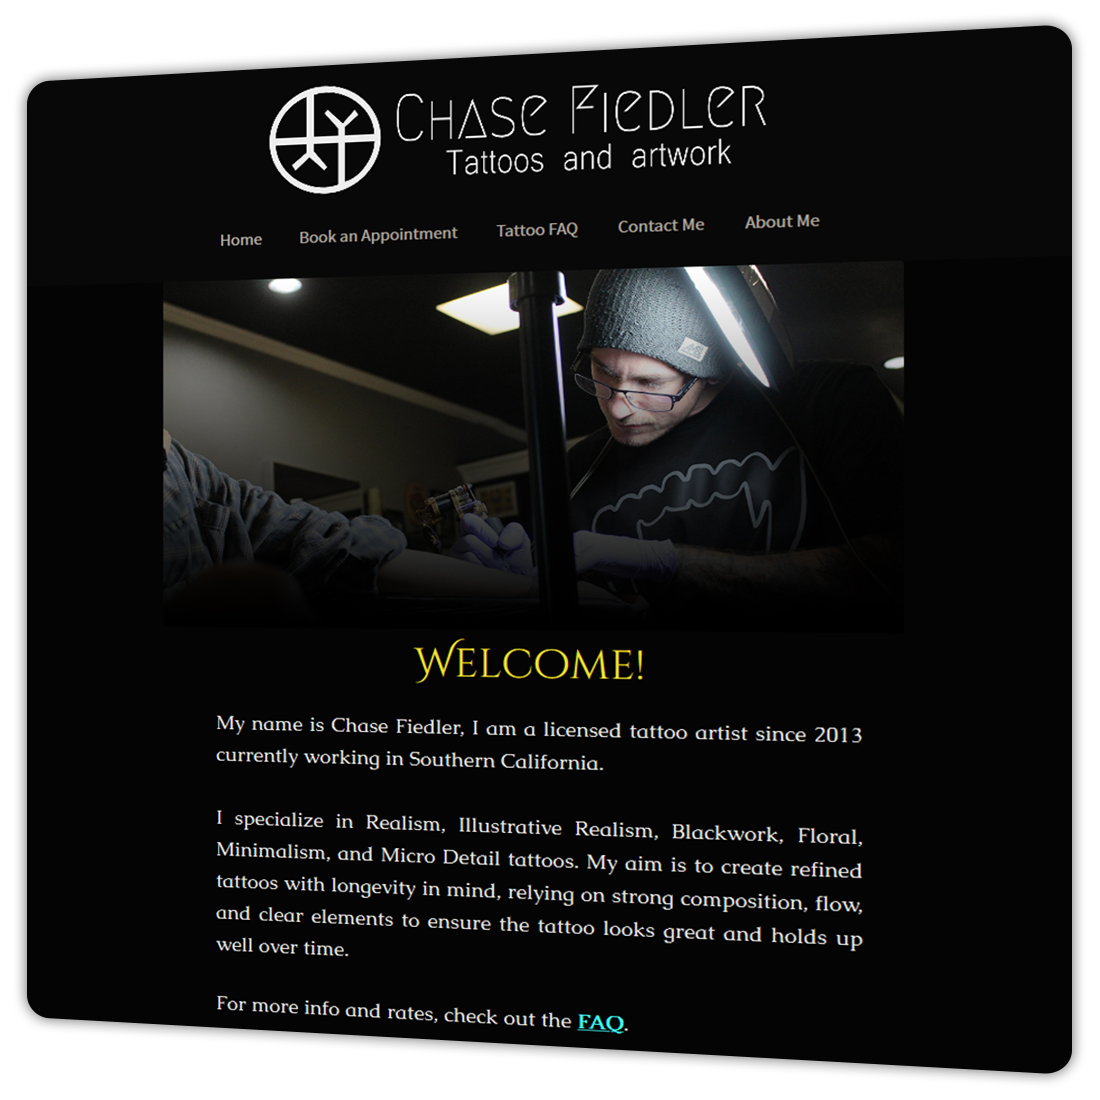 Chase Fiedler
Tattoos and artwork
Home Book an Appointment Tattoo FAQ Contact Me About Me
Welcome!
My name is Chase Fiedler, I am a licensed tattoo artist since 2013
currently working in Southern California.
I specialize in Realism, Illustrative Realism, Blackwork, Floral,
Minimalism, and Micro Detail tattoos. My aim is to create refined
tattoos with longevity in mind, relying on strong composition, flow,
and clear elements to ensure the tattoo looks great and holds up
well over time.
For more info and rates, check out the FAQ.